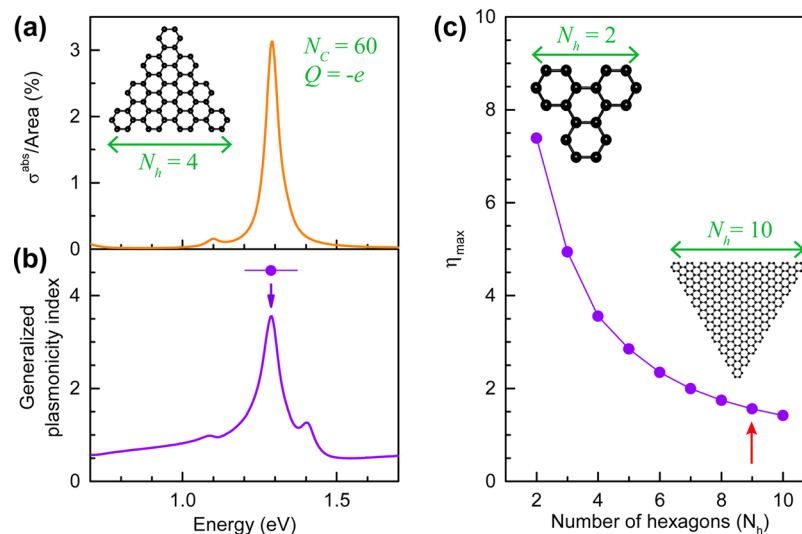 (a)
3
2
1
0
σ^abs/Area (%)
N_C = 60
Q = -e
N_h = 4
(b)
4
2
0
Generalized
plasmonicity index
1.0 1.5
Energy (eV)
(c)
10
8
6
4
2
0
η_max
N_h = 2
N_h = 10
2 4 6 8 10
Number of hexagons (N_h)